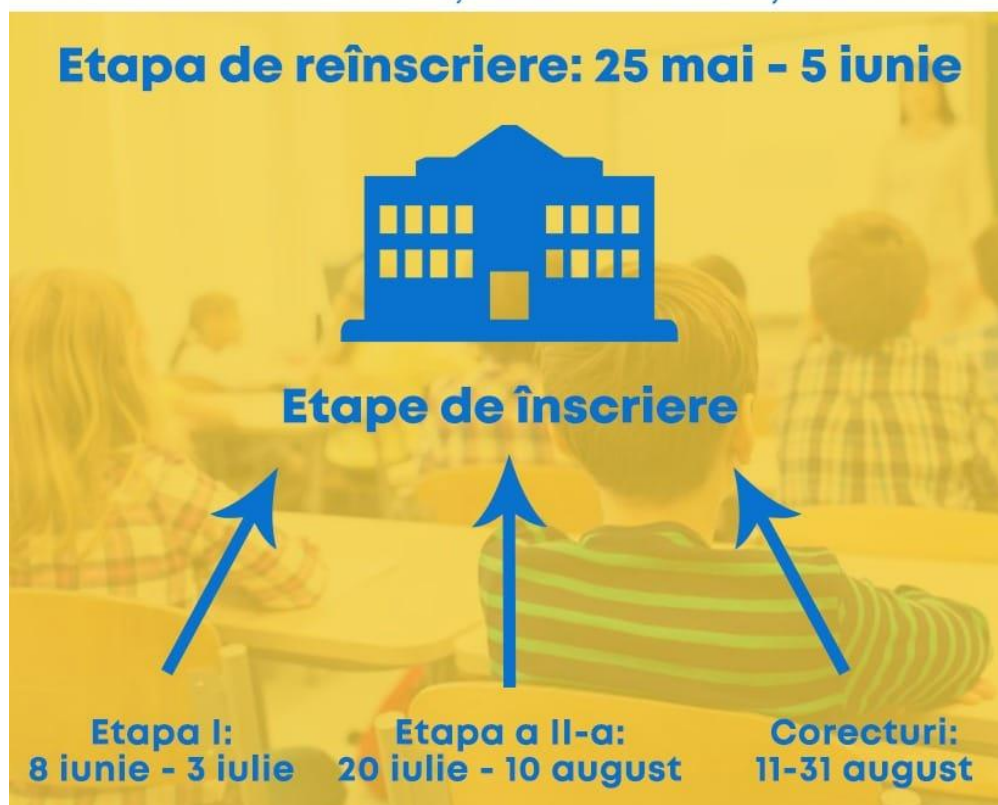 Etapa de reînscriere: 25 mai - 5 iunie
Etape de înscriere
Etapa I:
8 iunie - 3 iulie
Etapa a II-a:
20 iulie - 10 august
Corecturi:
11-31 august